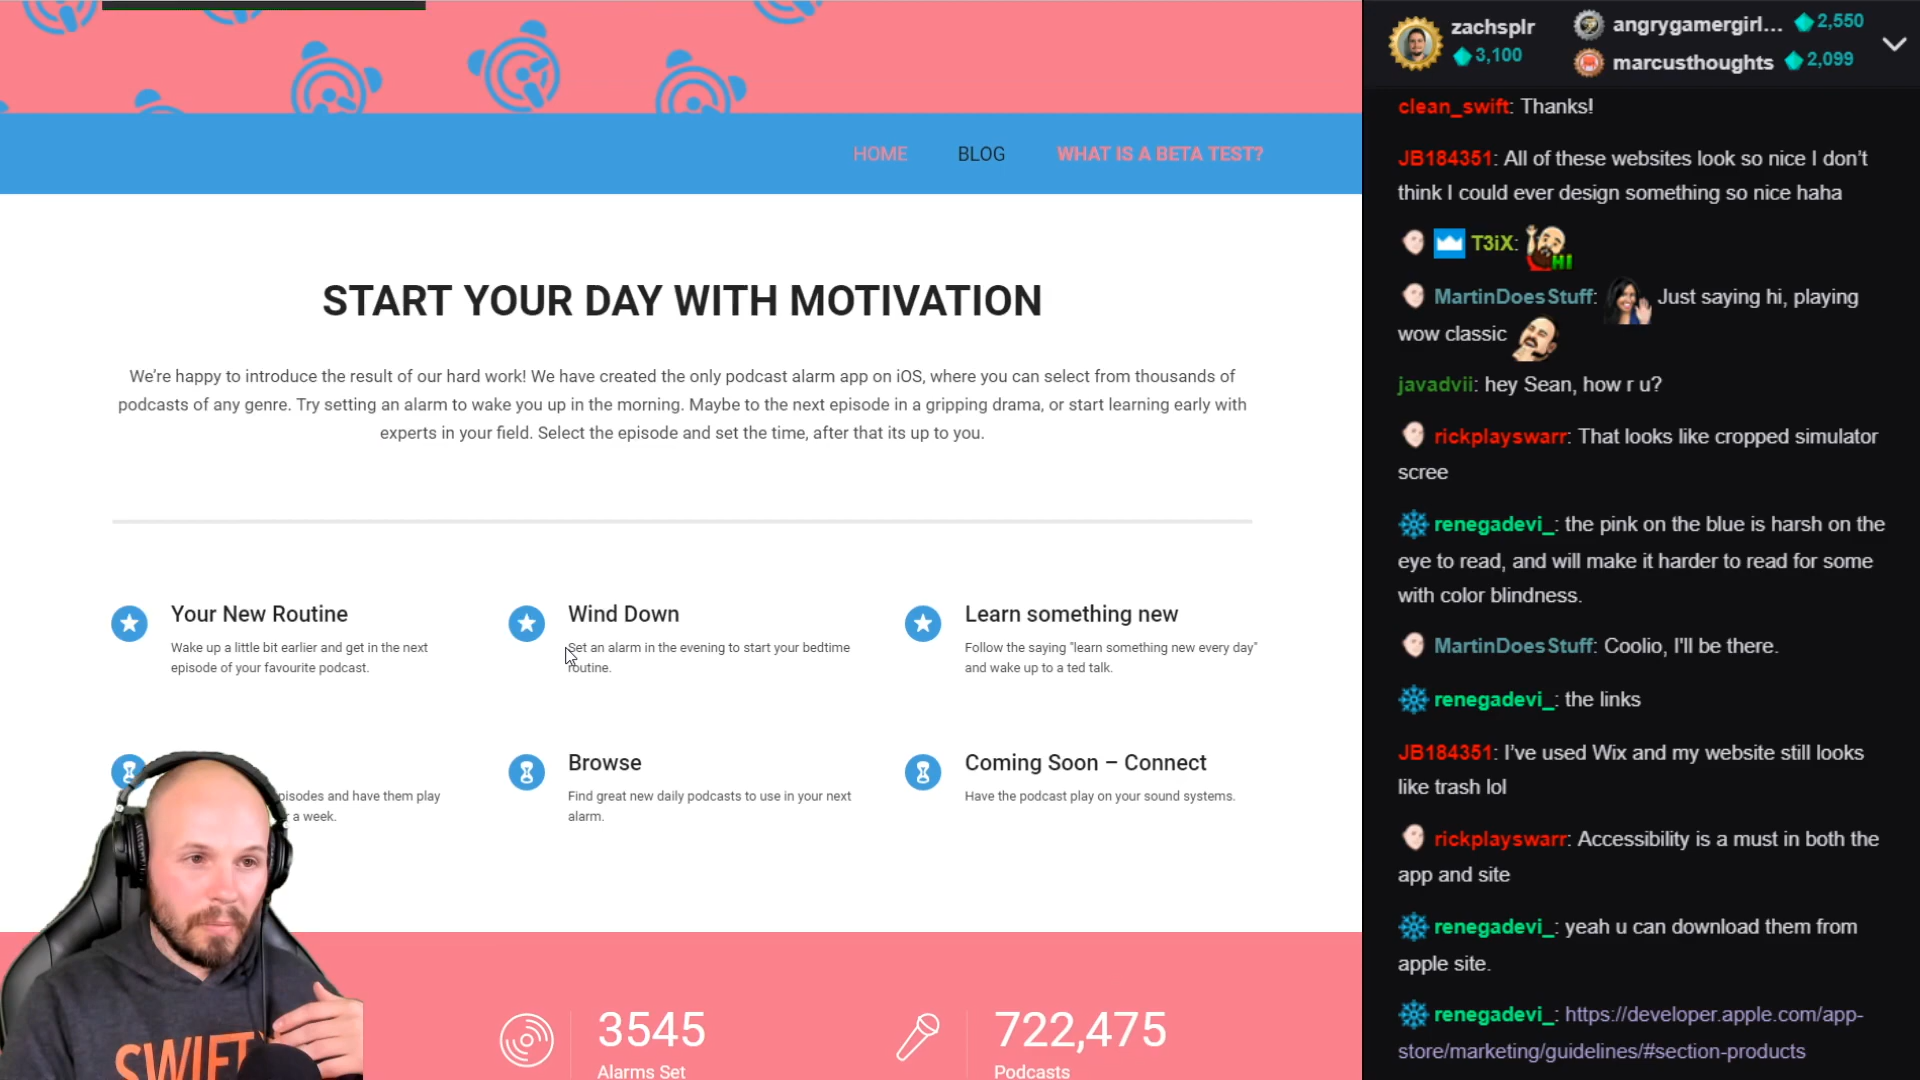 HOME BLOG WHAT IS A BETA TEST?
START YOUR DAY WITH MOTIVATION
We're happy to introduce the result of our hard work! We have created the only podcast alarm app on iOS, where you can select from thousands of
podcasts of any genre. Try setting an alarm to wake you up in the morning. Maybe to the next episode in a gripping drama, or start learning early with
experts in your field. Select the episode and set the time, after that its up to you.
Your New Routine
Wake up a little bit earlier and get in the next
episode of your favourite podcast.
Wind Down
Set an alarm in the evening to start your bedtime
routine.
Learn something new
Follow the saying "learn something new every day"
and wake up to a ted talk.
pisodes and have them play
a week.
Browse
Find great new daily podcasts to use in your next
alarm.
Coming Soon – Connect
Have the podcast play on your sound systems.
3545
Alarms Set
722,475
Podcasts
SWIFT
zachsplr
3,100
angrygamergirl... 2,550
marcusthoughts 2,099
clean_swift: Thanks!
JB184351: All of these websites look so nice I don't
think I could ever design something so nice haha
T3iX: HI
MartinDoesStuff: Just saying hi, playing
wow classic
javadvii: hey Sean, how r u?
rickplayswarr: That looks like cropped simulator
scree
renegadevi_: the pink on the blue is harsh on the
eye to read, and will make it harder to read for some
with color blindness.
MartinDoesStuff: Coolio, I'll be there.
renegadevi_: the links
JB184351: I've used Wix and my website still looks
like trash lol
rickplayswarr: Accessibility is a must in both the
app and site
renegadevi_: yeah u can download them from
apple site.
renegadevi_: https://developer.apple.com/app-
store/marketing/guidelines/#section-products